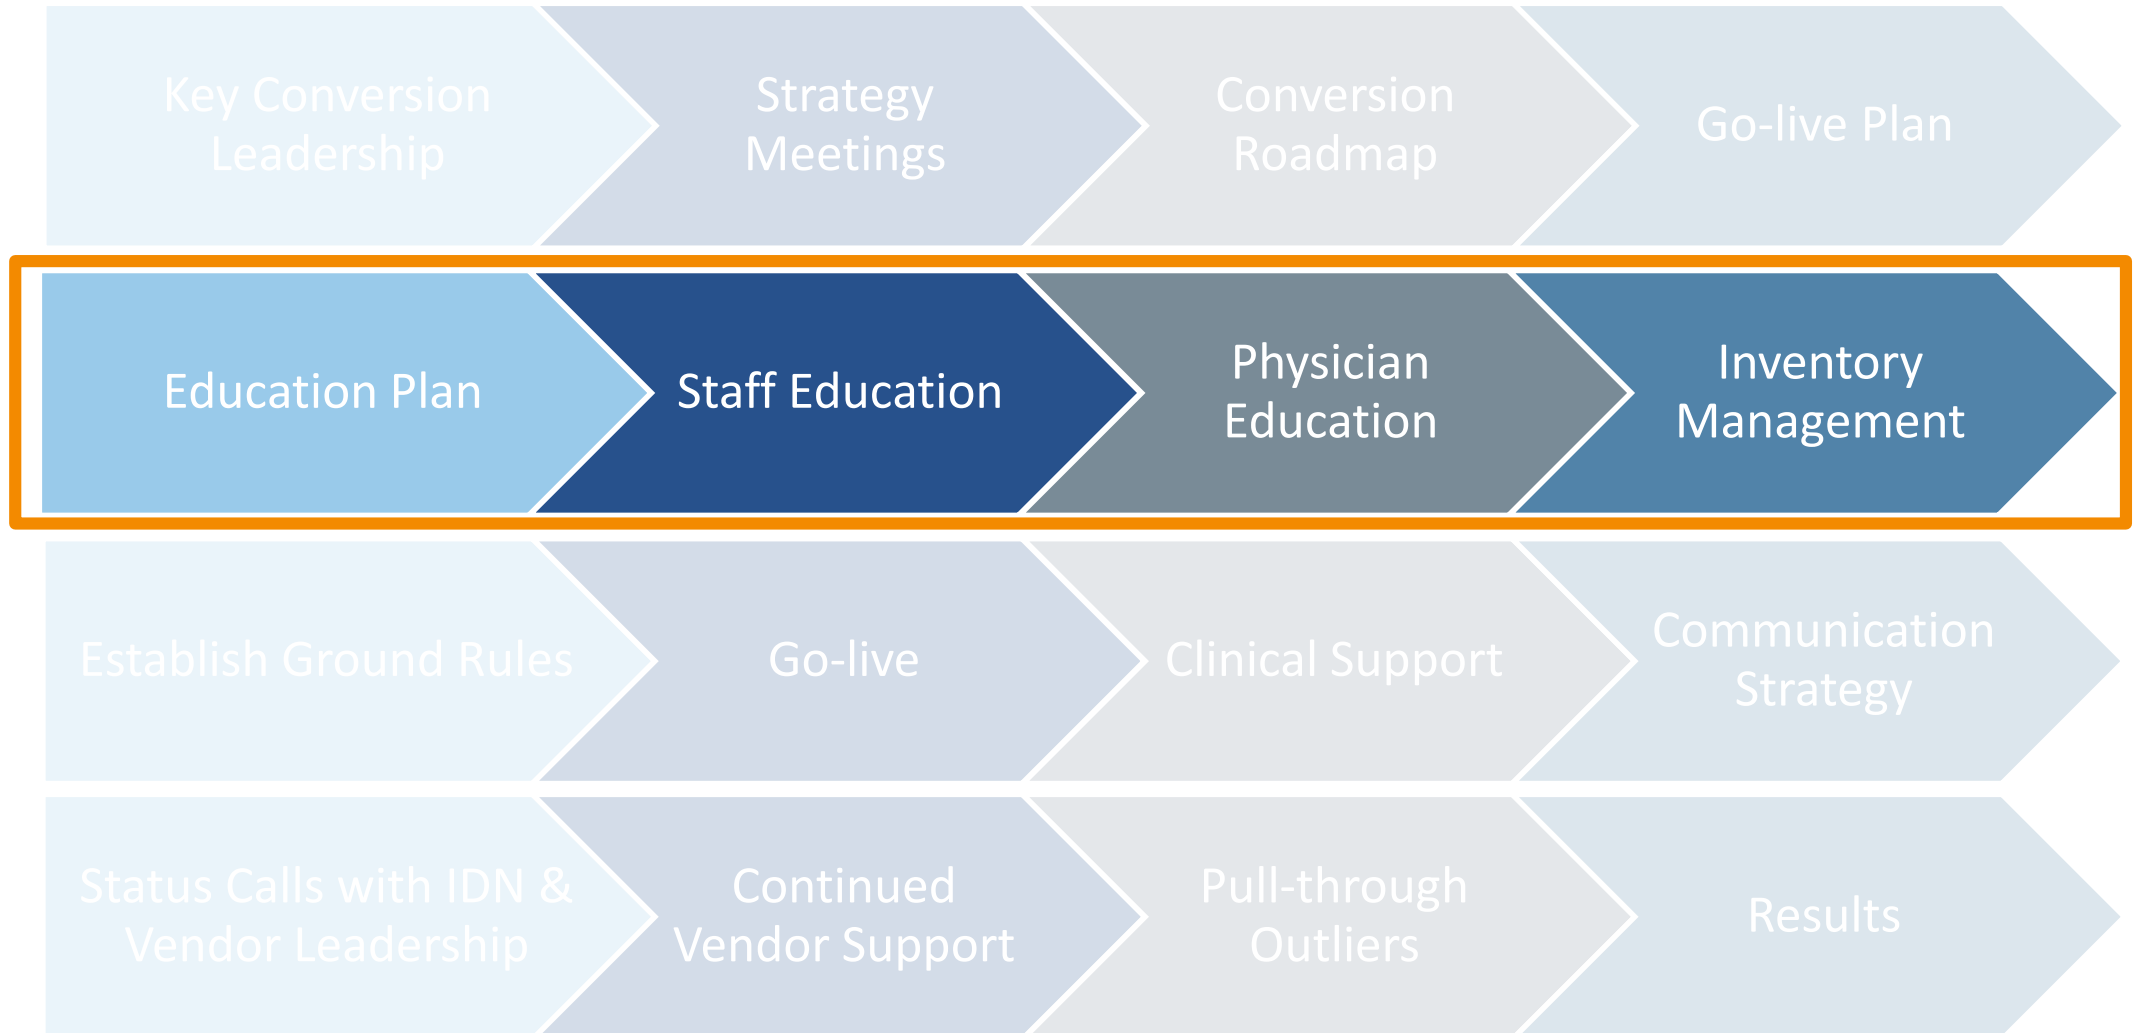 Key Conversion
Leadership
Strategy
Meetings
Conversion
Roadmap
Go-live Plan
Education Plan
Staff Education
Physician
Education
Inventory
Management
Establish Ground Rules
Go-live
Clinical Support
Communication
Strategy
Status Calls with IDN &
Vendor Leadership
Continued
Vendor Support
Pull-through
Outliers
Results